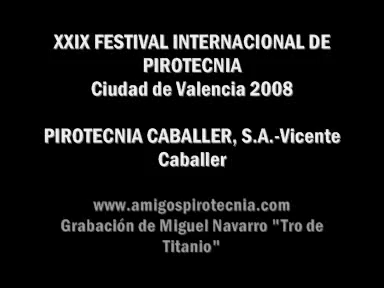 XXIX FESTIVAL INTERNACIONAL DE
PIROTECNIA
Ciudad de Valencia 2008
PIROTECNIA CABALLER, S.A.-Vicente
Caballer
www.amigospirotecnia.com
Grabación de Miguel Navarro "Tro de
Titanio"